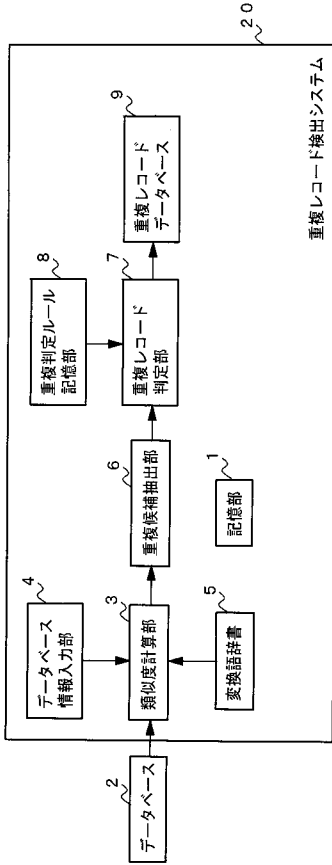 20
重複レコード検出システム
2
データベース
4
データベース
情報入力部
3
類似度計算部
5
変換語辞書
6
重複候補抽出部
1
記憶部
8
重複判定ルール
記憶部
7
重複レコード
判定部
9
重複レコード
データベース